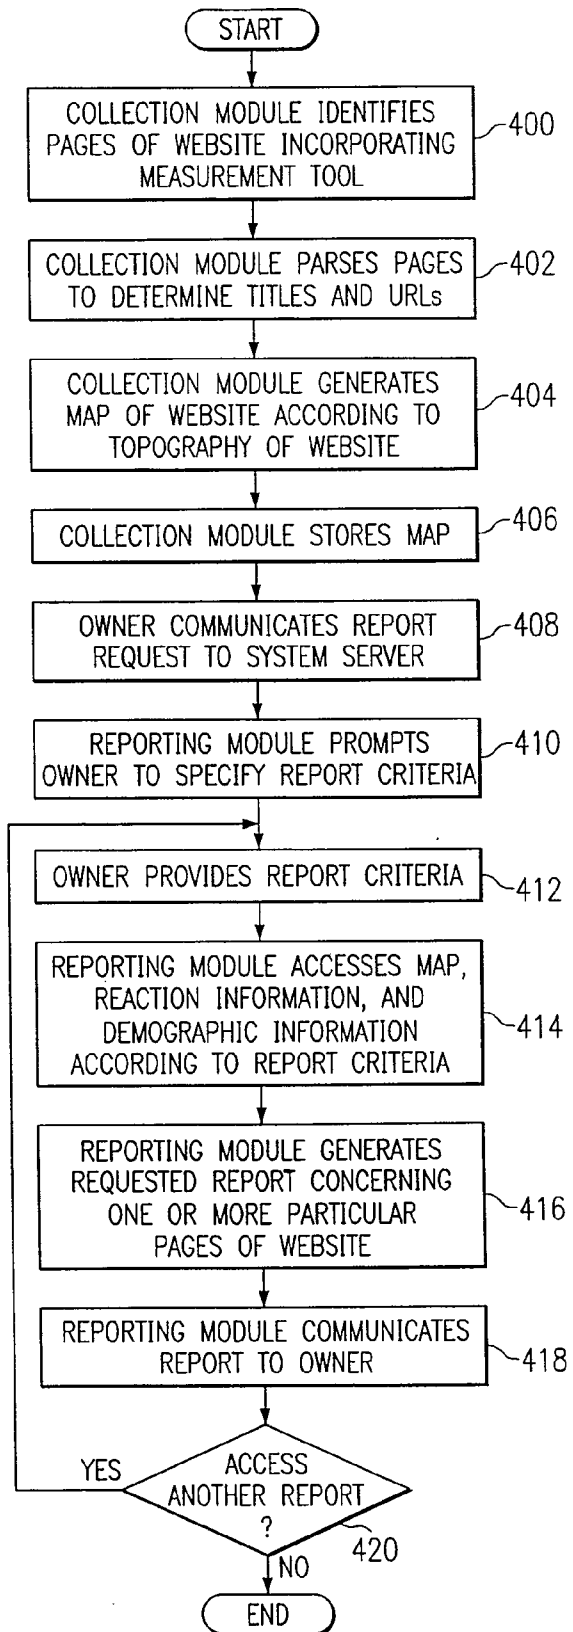 START
COLLECTION MODULE IDENTIFIES
PAGES OF WEBSITE INCORPORATING
MEASUREMENT TOOL
400
COLLECTION MODULE PARSES PAGES
TO DETERMINE TITLES AND URLs
402
COLLECTION MODULE GENERATES
MAP OF WEBSITE ACCORDING TO
TOPOGRAPHY OF WEBSITE
404
COLLECTION MODULE STORES MAP
406
OWNER COMMUNICATES REPORT
REQUEST TO SYSTEM SERVER
408
REPORTING MODULE PROMPTS
OWNER TO SPECIFY REPORT CRITERIA
410
OWNER PROVIDES REPORT CRITERIA
412
REPORTING MODULE ACCESSES MAP,
REACTION INFORMATION, AND
DEMOGRAPHIC INFORMATION
ACCORDING TO REPORT CRITERIA
414
REPORTING MODULE GENERATES
REQUESTED REPORT CONCERNING
ONE OR MORE PARTICULAR
PAGES OF WEBSITE
416
REPORTING MODULE COMMUNICATES
REPORT TO OWNER
418
YES
ACCESS
ANOTHER REPORT
?
420
NO
END